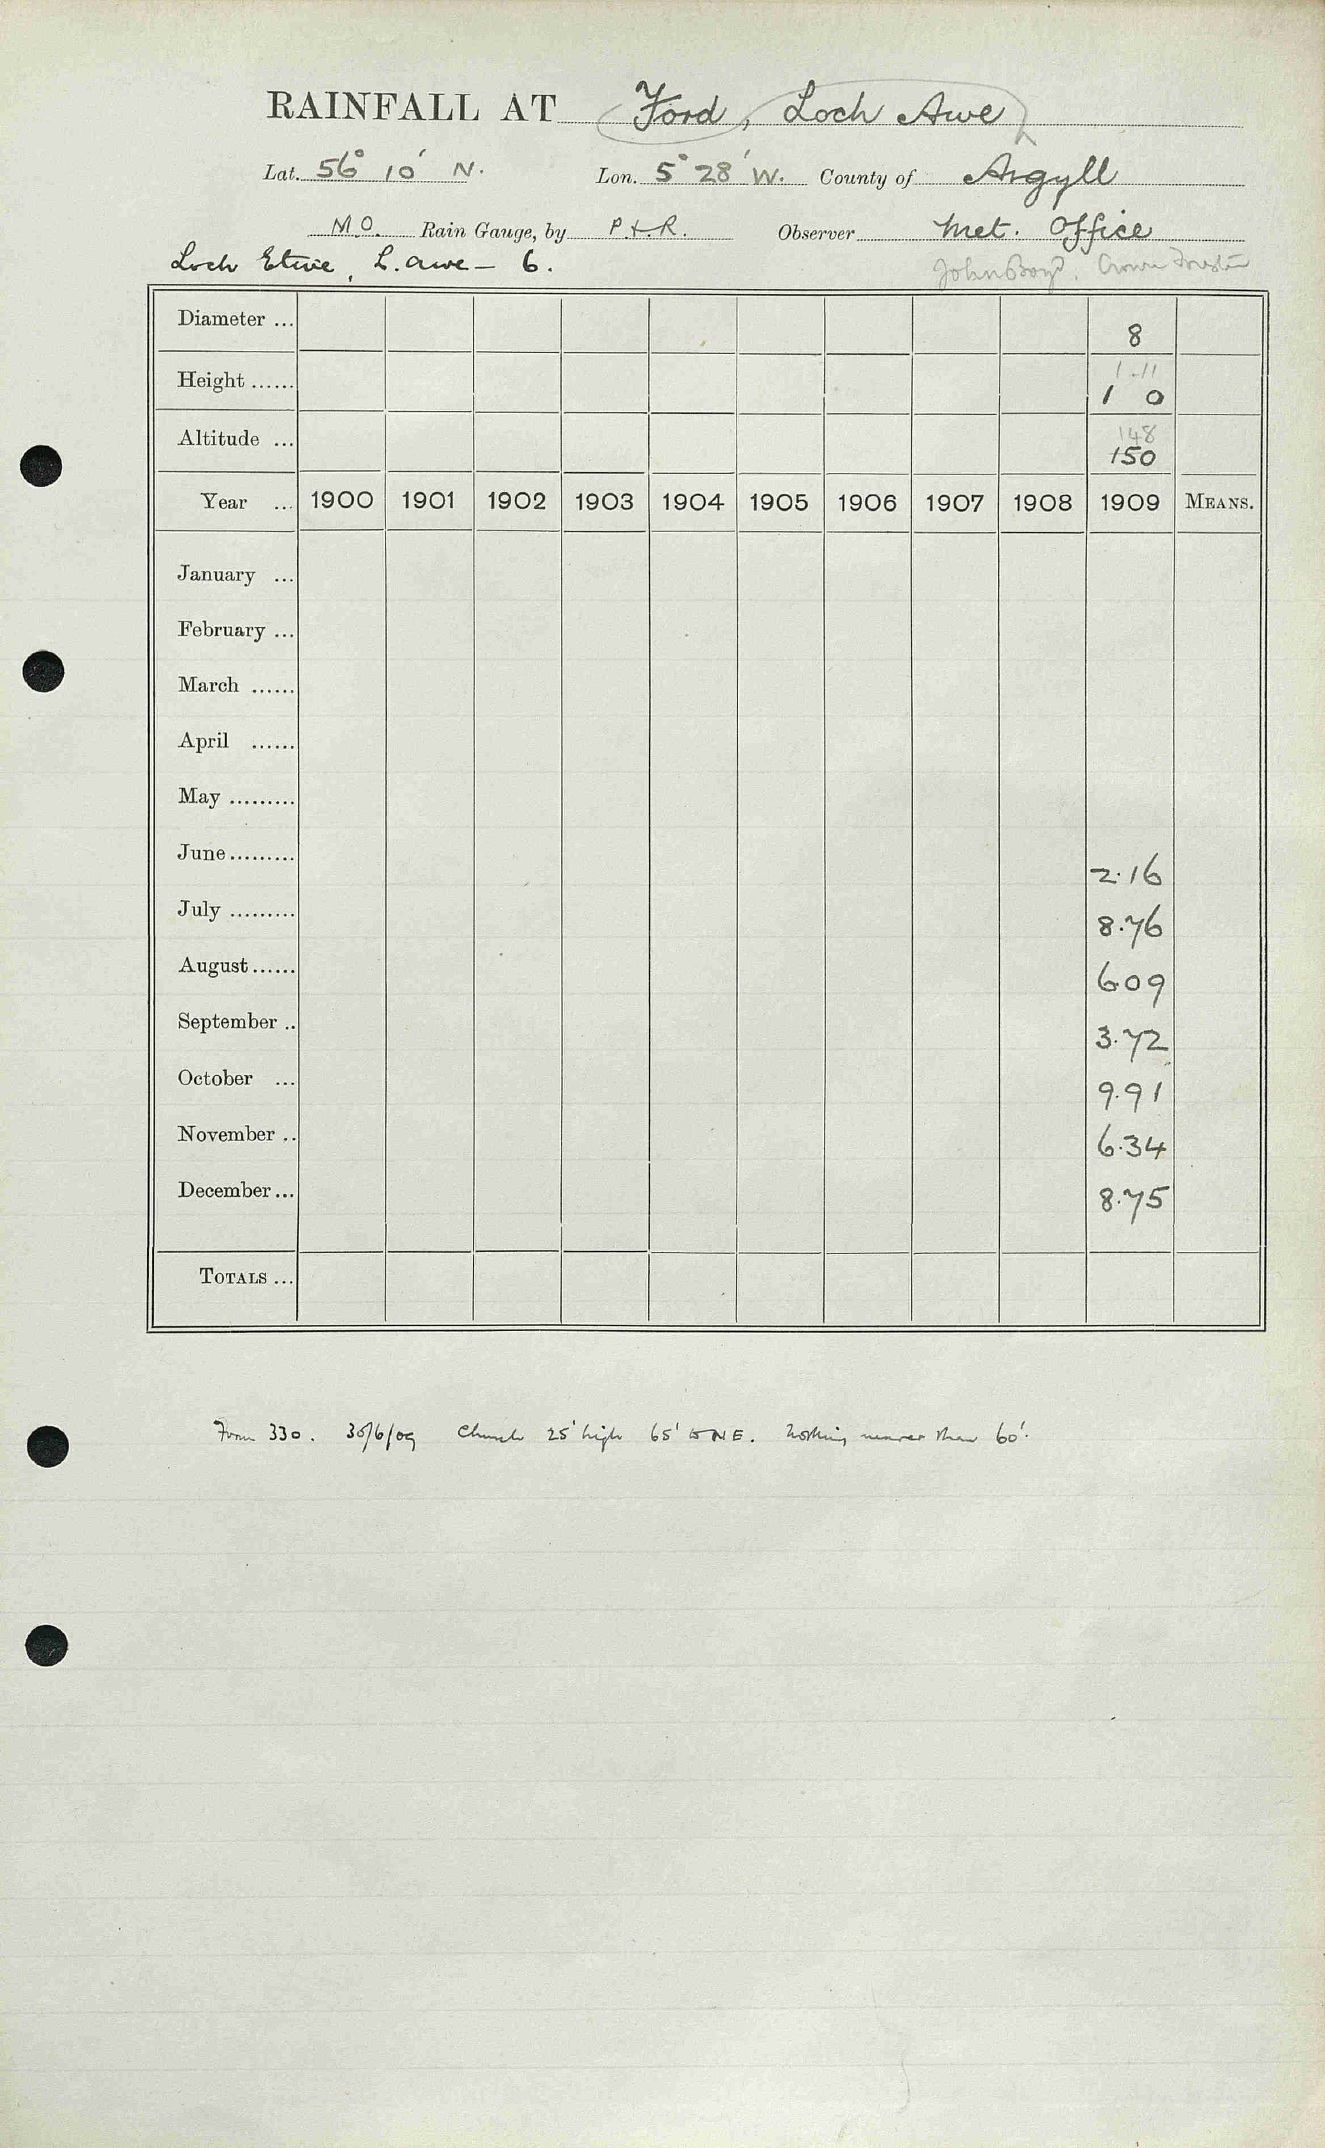 RAINFALL AT Ford, Loch Awe
Lat. 56° 10' N. Lon. 5° 28' W. County of Argyll
M.O. Rain Gauge, by P.&R. Observer Met. Office
Loch Etive, L. Awe — 6. John Boyd. Crown Forester
Diameter ... 8
Height ...... 1.11
1 0
Altitude ... 148
150
Year ... 1900 1901 1902 1903 1904 1905 1906 1907 1908 1909 MEANS.
January ...
February ...
March ......
April ......
May .........
June......... 2.16
July ......... 8.76
August...... 6.09
September .. 3.72
October ... 9.91
November .. 6.34
December... 8.75
TOTALS ...
From 330. 30/6/09 Church 25' high 65' to NE. Nothing nearer than 60'.